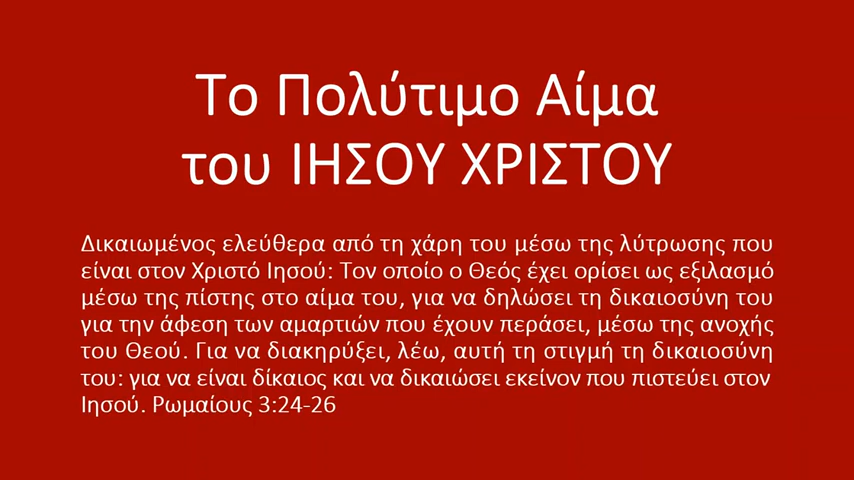 Το Πολύτιμο Αίμα
του ΙΗΣΟΥ ΧΡΙΣΤΟΥ
Δικαιωμένος ελεύθερα από τη χάρη του μέσω της λύτρωσης που
είναι στον Χριστό Ιησού: Τον οποίο ο Θεός έχει ορίσει ως εξιλασμό
μέσω της πίστης στο αίμα του, για να δηλώσει τη δικαιοσύνη του
για την άφεση των αμαρτιών που έχουν περάσει, μέσω της ανοχής
του Θεού. Για να διακηρύξει, λέω, αυτή τη στιγμή τη δικαιοσύνη
του: για να είναι δίκαιος και να δικαιώσει εκείνον που πιστεύει στον
Ιησού. Ρωμαίους 3:24-26